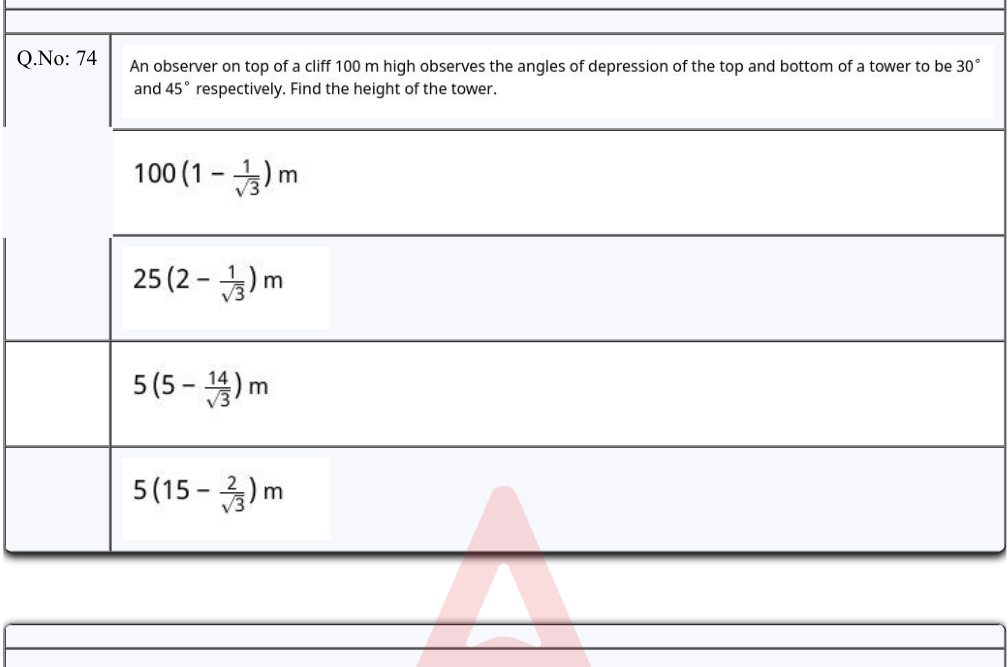 Q.No: 74
An observer on top of a cliff 100 m high observes the angles of depression of the top and bottom of a tower to be 30°
and 45° respectively. Find the height of the tower.
100(1 − 1/√3) m
25(2 − 1/√3) m
5(5 − 14/√3) m
5(15 − 2/√3) m